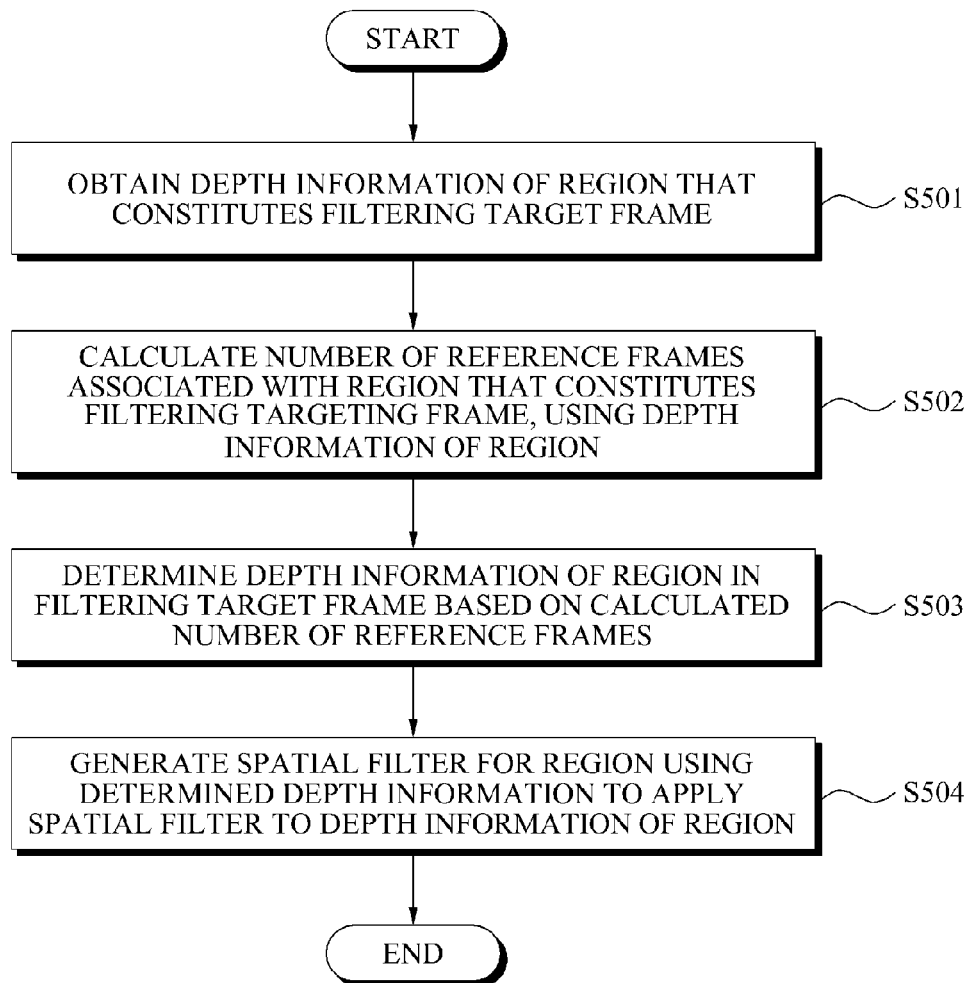 START
OBTAIN DEPTH INFORMATION OF REGION THAT
CONSTITUTES FILTERING TARGET FRAME
S501
CALCULATE NUMBER OF REFERENCE FRAMES
ASSOCIATED WITH REGION THAT CONSTITUTES
FILTERING TARGETING FRAME, USING DEPTH
INFORMATION OF REGION
S502
DETERMINE DEPTH INFORMATION OF REGION IN
FILTERING TARGET FRAME BASED ON CALCULATED
NUMBER OF REFERENCE FRAMES
S503
GENERATE SPATIAL FILTER FOR REGION USING
DETERMINED DEPTH INFORMATION TO APPLY
SPATIAL FILTER TO DEPTH INFORMATION OF REGION
S504
END